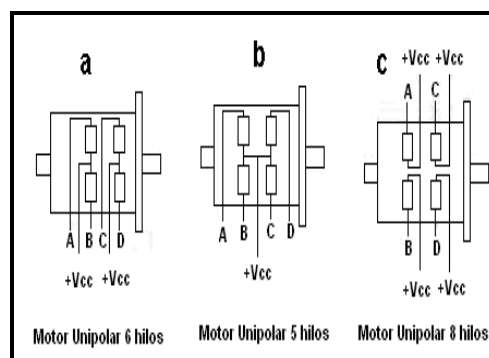 a
b
c
+Vcc +Vcc
A C
A B C D
+Vcc +Vcc
A B C D
+Vcc
B D
+Vcc +Vcc
Motor Unipolar 6 hilos
Motor Unipolar 5 hilos
Motor Unipolar 8 hilos